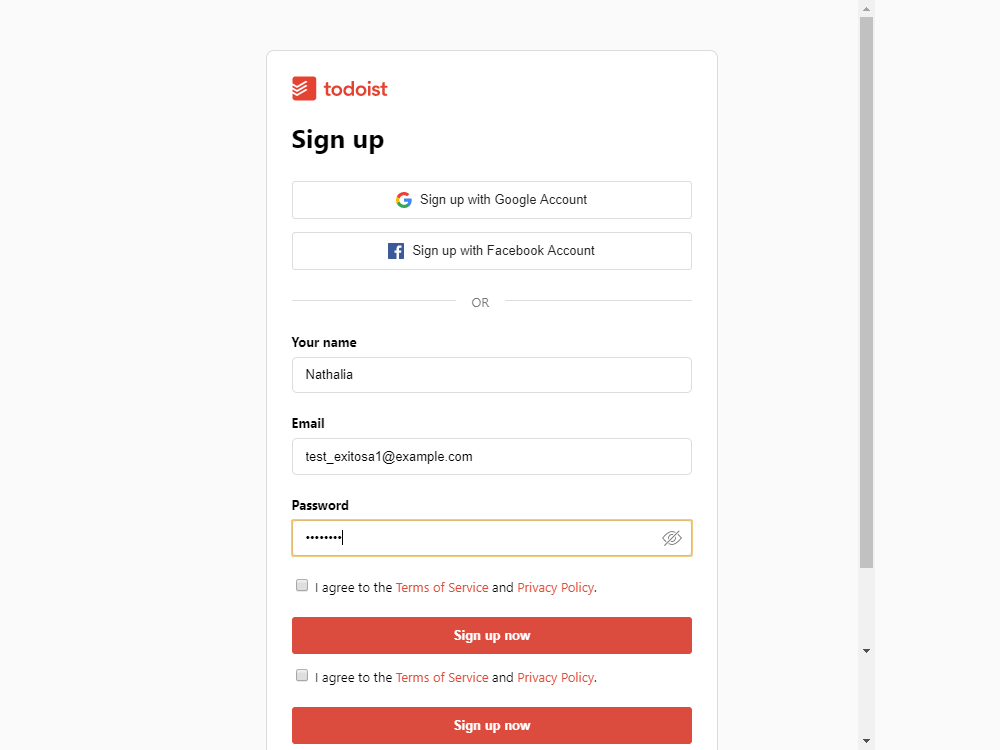 todoist
Sign up
Sign up with Google Account
Sign up with Facebook Account
OR
Your name
Nathalia
Email
test_exitosa1@example.com
Password
••••••••
I agree to the Terms of Service and Privacy Policy.
Sign up now
I agree to the Terms of Service and Privacy Policy.
Sign up now